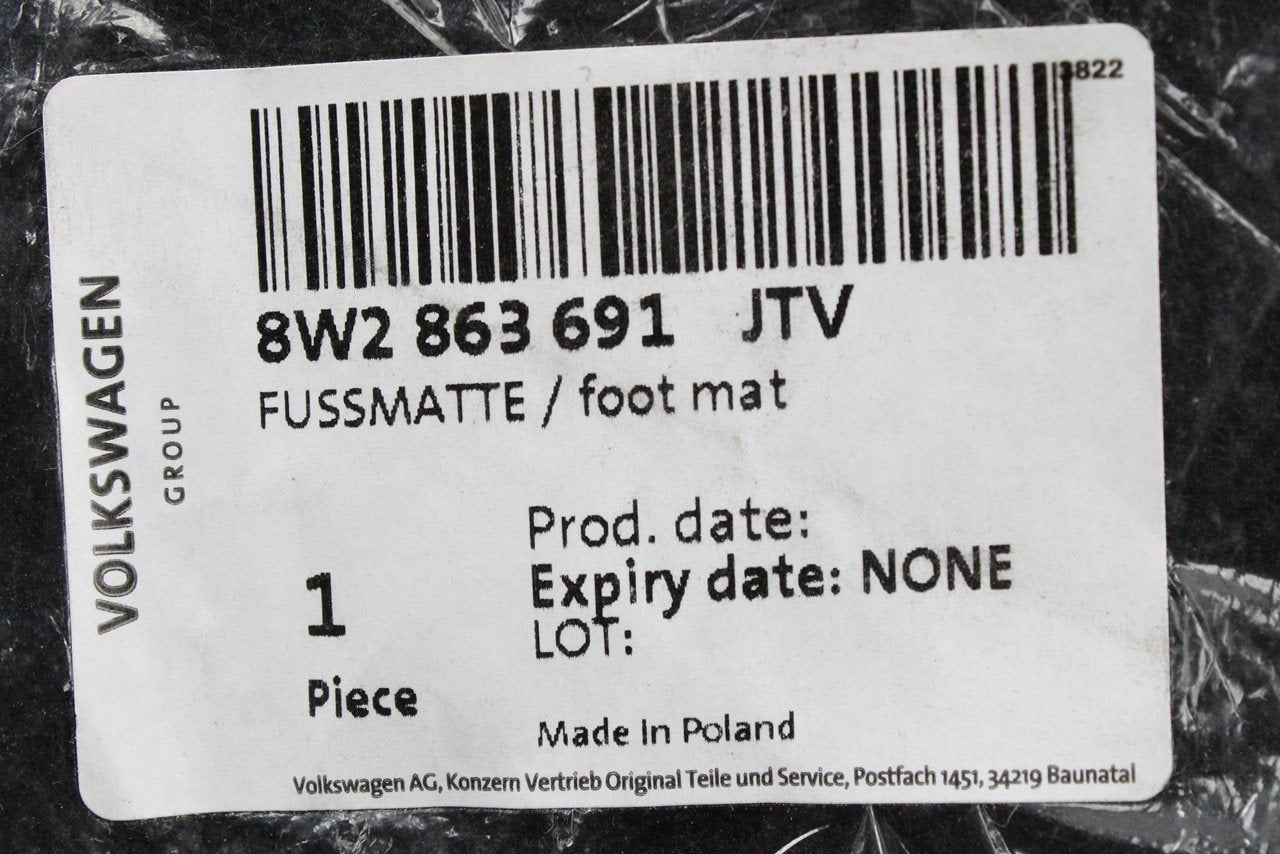 3822
8W2 863 691 JTV
FUSSMATTE / foot mat
VOLKSWAGEN
GROUP
Prod. date:
Expiry date: NONE
LOT:
1
Piece
Made In Poland
Volkswagen AG, Konzern Vertrieb Original Teile und Service, Postfach 1451, 34219 Baunatal